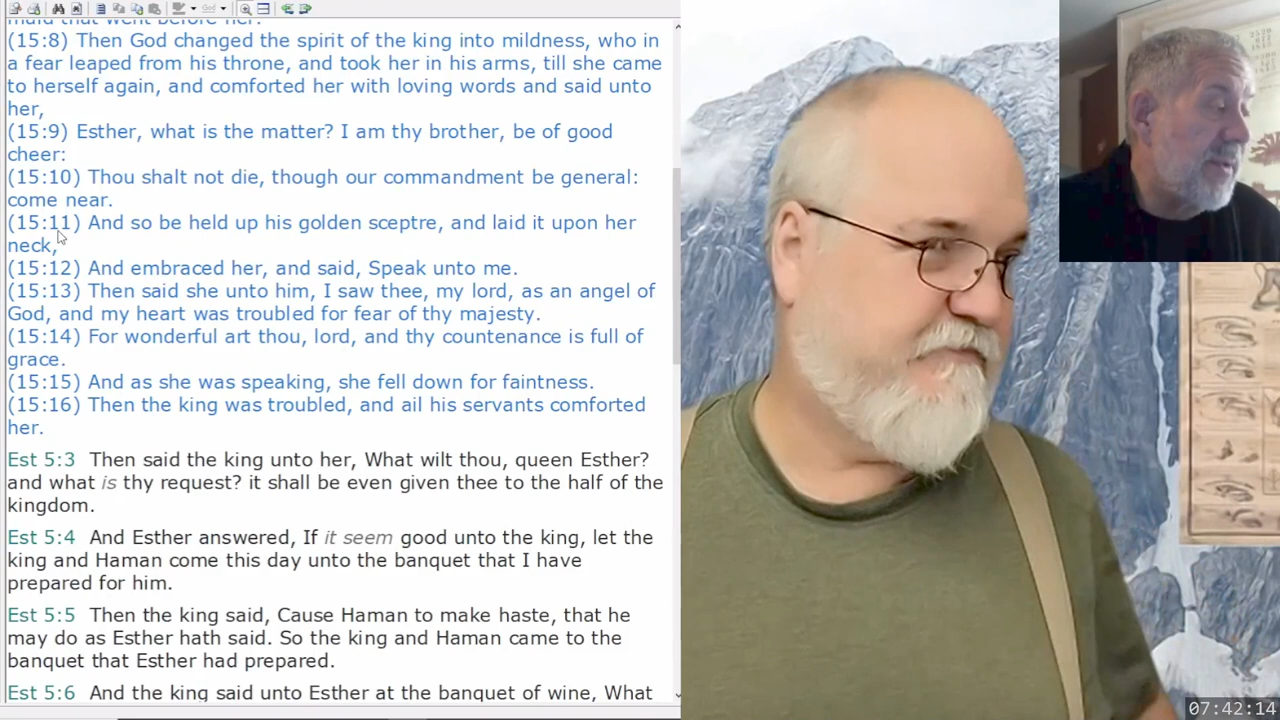 maid that went before her.
(15:8) Then God changed the spirit of the king into mildness, who in
a fear leaped from his throne, and took her in his arms, till she came
to herself again, and comforted her with loving words and said unto
her,
(15:9) Esther, what is the matter? I am thy brother, be of good
cheer:
(15:10) Thou shalt not die, though our commandment be general:
come near.
(15:11) And so be held up his golden sceptre, and laid it upon her
neck,
(15:12) And embraced her, and said, Speak unto me.
(15:13) Then said she unto him, I saw thee, my lord, as an angel of
God, and my heart was troubled for fear of thy majesty.
(15:14) For wonderful art thou, lord, and thy countenance is full of
grace.
(15:15) And as she was speaking, she fell down for faintness.
(15:16) Then the king was troubled, and ail his servants comforted
her.
Est 5:3 Then said the king unto her, What wilt thou, queen Esther?
and what is thy request? it shall be even given thee to the half of the
kingdom.
Est 5:4 And Esther answered, If it seem good unto the king, let the
king and Haman come this day unto the banquet that I have
prepared for him.
Est 5:5 Then the king said, Cause Haman to make haste, that he
may do as Esther hath said. So the king and Haman came to the
banquet that Esther had prepared.
Est 5:6 And the king said unto Esther at the banquet of wine, What
07:42:14